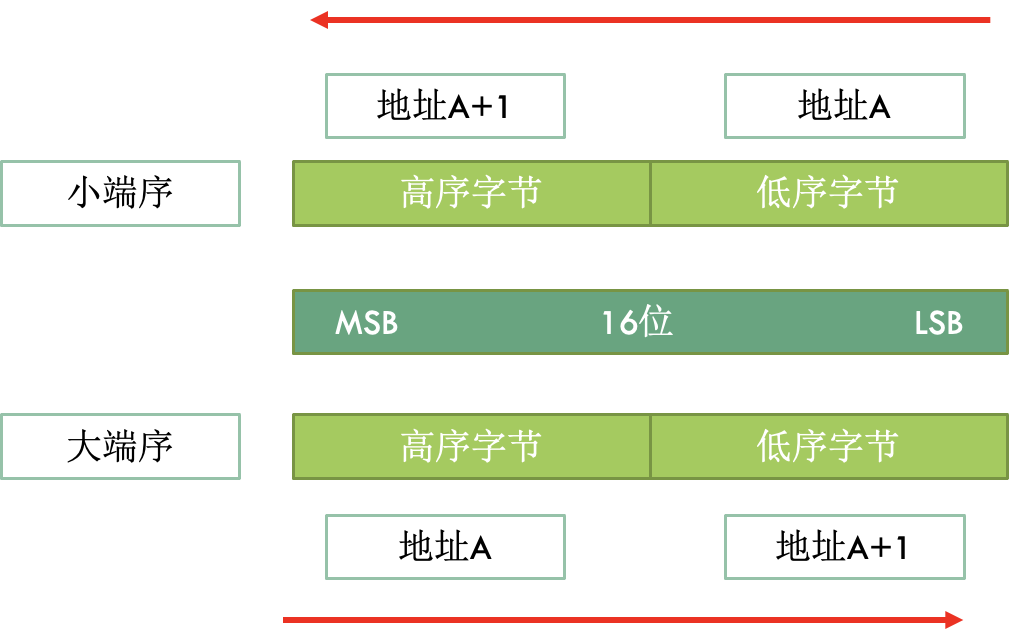 地址A+1 地址A
小端序 高序字节 低序字节
MSB 16位 LSB
大端序 高序字节 低序字节
地址A 地址A+1